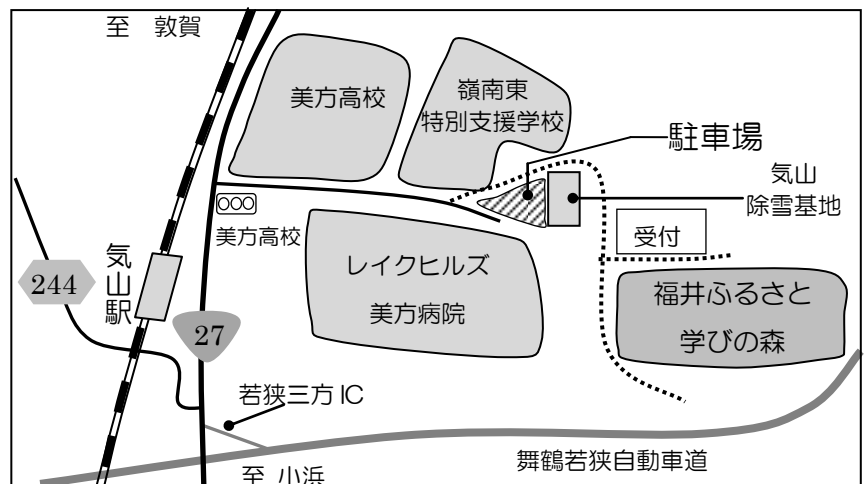 至 敦賀
美方高校
嶺南東
特別支援学校
駐車場
気山
除雪基地
美方高校
受付
244
気山駅
27
レイクヒルズ
美方病院
福井ふるさと
学びの森
若狭三方 IC
至 小浜
舞鶴若狭自動車道